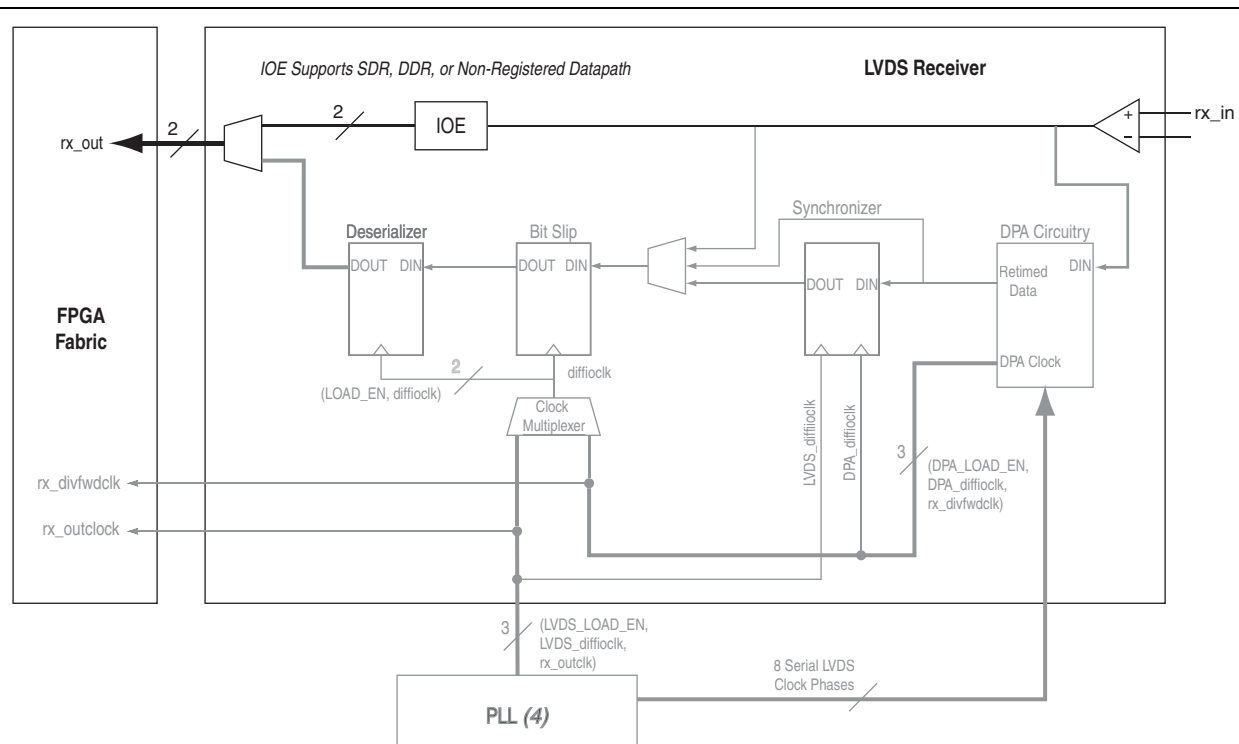 IOE Supports SDR, DDR, or Non-Registered Datapath
LVDS Receiver
2
2
IOE
+
–
rx_in
rx_out
Synchronizer
Deserializer
Bit Slip
DPA Circuitry
DOUT DIN
DOUT DIN
DOUT DIN
Retimed
Data
DIN
DPA Clock
FPGA
Fabric
2
(LOAD_EN, diffioclk)
diffioclk
Clock
Multiplexer
LVDS_diffiioclk
DPA_diffioclk
3
(DPA_LOAD_EN,
DPA_diffioclk,
rx_divfwdclk)
rx_divfwdclk
rx_outclock
3
(LVDS_LOAD_EN,
LVDS_diffioclk,
rx_outclk)
8 Serial LVDS
Clock Phases
PLL (4)